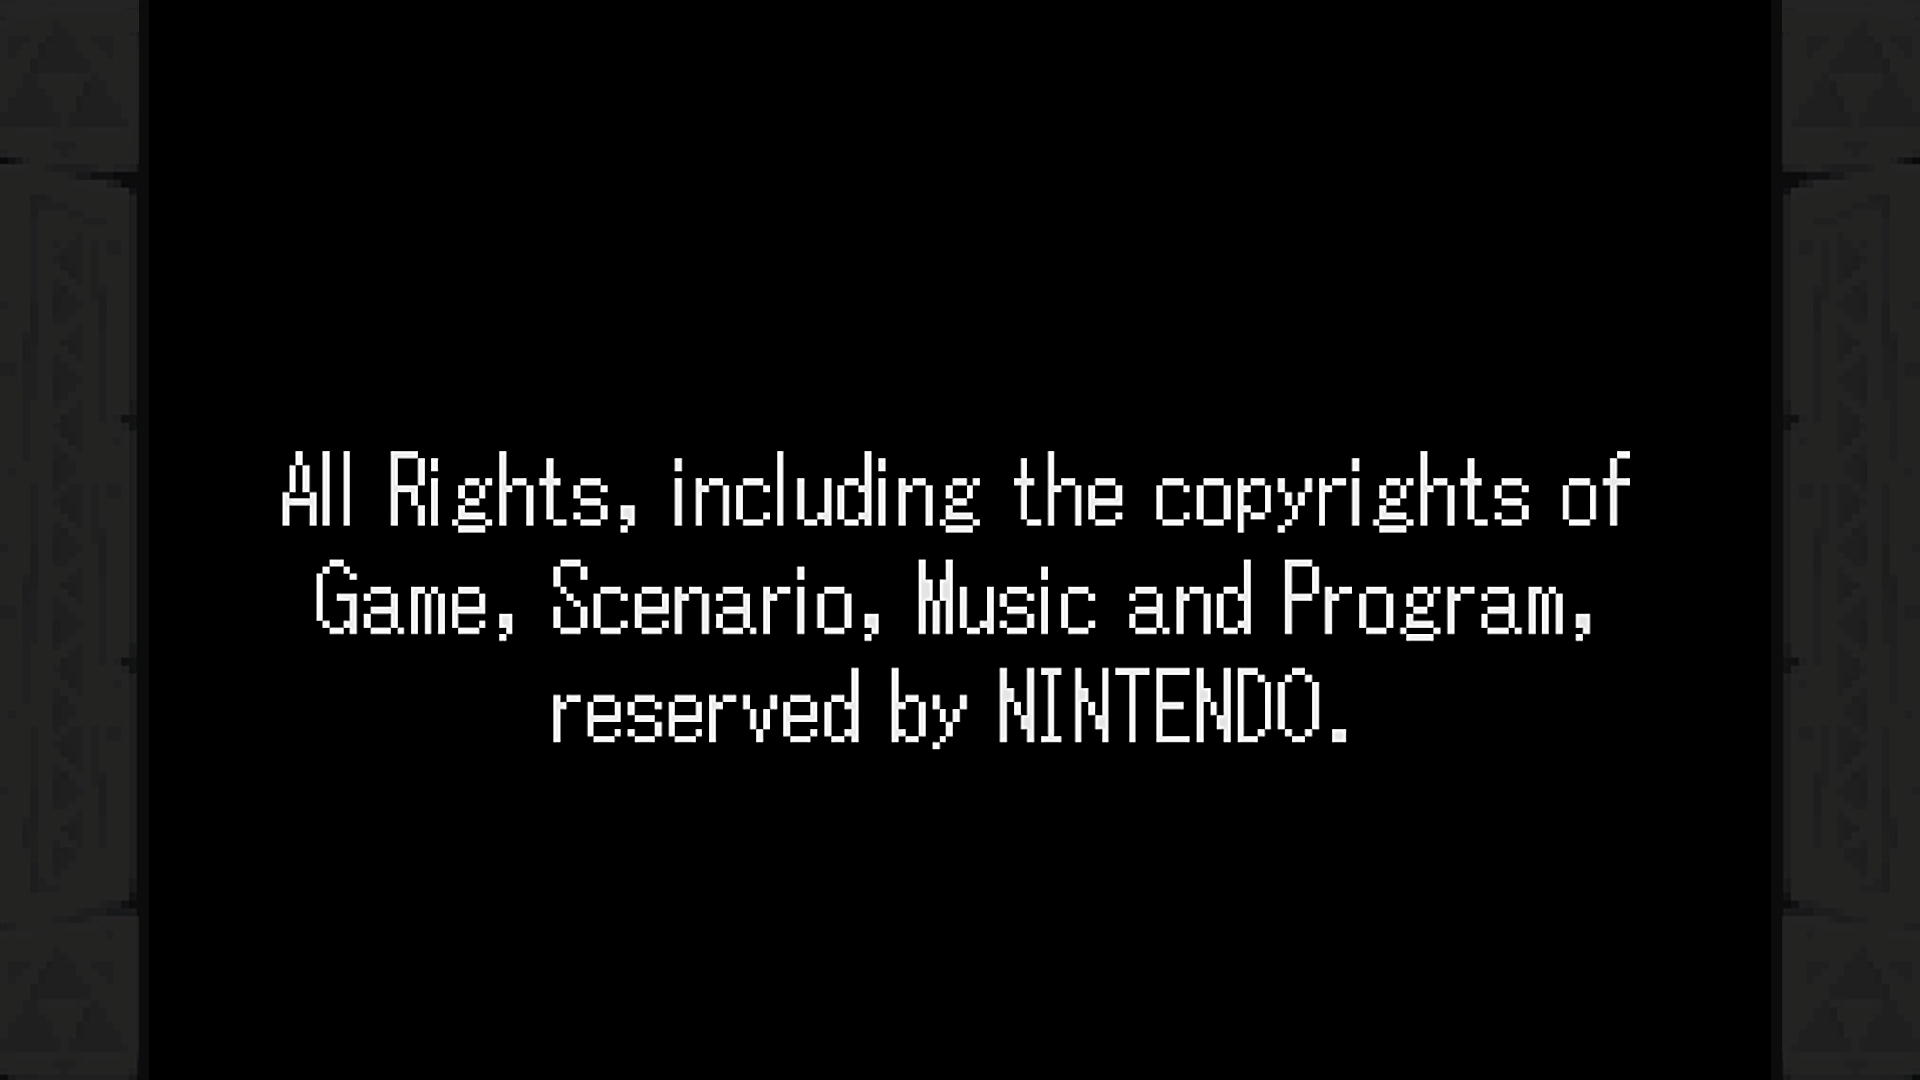 All Rights, including the copyrights of
Game, Scenario, Music and Program,
reserved by NINTENDO.